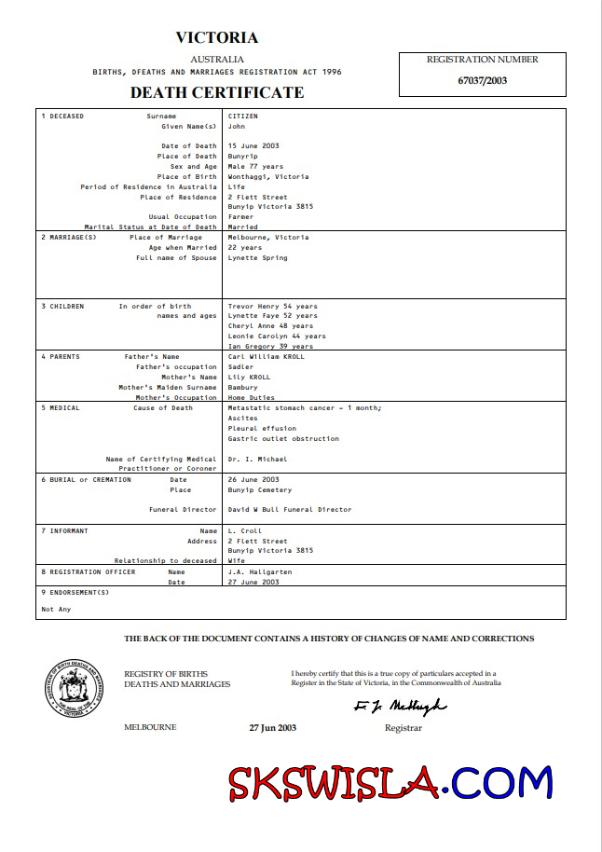 VICTORIA
AUSTRALIA
BIRTHS, DFEATHS AND MARRIAGES REGISTRATION ACT 1996
DEATH CERTIFICATE
REGISTRATION NUMBER
67037/2003
1 DECEASED Surname CITIZEN
Given Name(s) John
Date of Death 15 June 2003
Place of Death Bunyrip
Sex and Age Male 77 years
Place of Birth Wonthaggi, Victoria
Period of Residence in Australia Life
Place of Residence 2 Flett Street
Bunyip Victoria 3815
Usual Occupation Farmer
Marital Status at Date of Death Married
2 MARRIAGE(S) Place of Marriage Melbourne, Victoria
Age when Married 22 years
Full name of Spouse Lynette Spring
3 CHILDREN In order of birth Trevor Henry 54 years
names and ages Lynette Faye 52 years
Cheryl Anne 48 years
Leonie Carolyn 44 years
Ian Gregory 39 years
4 PARENTS Father's Name Carl William KROLL
Father's occupation Sadler
Mother's Name Lily KROLL
Mother's Maiden Surname Bambury
Mother's Occupation Home Duties
5 MEDICAL Cause of Death Metastatic stomach cancer - 1 month;
Ascites
Pleural effusion
Gastric outlet obstruction
Name of Certifying Medical Dr. I. Michael
Practitioner or Coroner
6 BURIAL or CREMATION Date 26 June 2003
Place Bunyip Cemetery
Funeral Director David W Bull Funeral Director
7 INFORMANT Name L. Croll
Address 2 Flett Street
Bunyip Victoria 3815
Relationship to deceased Wife
8 REGISTRATION OFFICER Name J.A. Hallgarten
Date 27 June 2003
9 ENDORSEMENT(S)
Not Any
THE BACK OF THE DOCUMENT CONTAINS A HISTORY OF CHANGES OF NAME AND CORRECTIONS
REGISTRY OF BIRTHS
DEATHS AND MARRIAGES
I hereby certify that this is a true copy of particulars accepted in a
Register in the State of Victoria, in the Commonwealth of Australia
MELBOURNE 27 Jun 2003 Registrar
SKSWISLA.COM